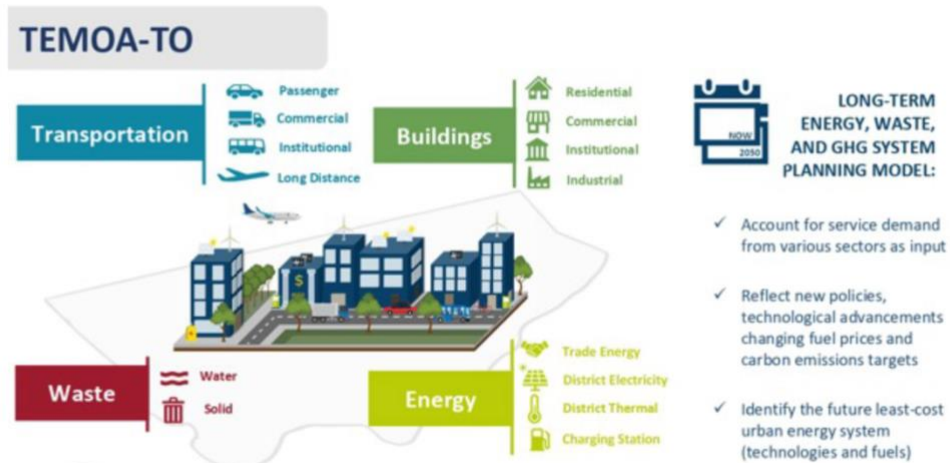 TEMOA-TO
Transportation
Passenger
Commercial
Institutional
Long Distance
Buildings
Residential
Commercial
Institutional
Industrial
NOW
2050
LONG-TERM
ENERGY, WASTE,
AND GHG SYSTEM
PLANNING MODEL:
✓ Account for service demand
from various sectors as input
✓ Reflect new policies,
technological advancements
changing fuel prices and
carbon emissions targets
✓ Identify the future least-cost
urban energy system
(technologies and fuels)
$
Waste
Water
Solid
Energy
Trade Energy
District Electricity
District Thermal
Charging Station